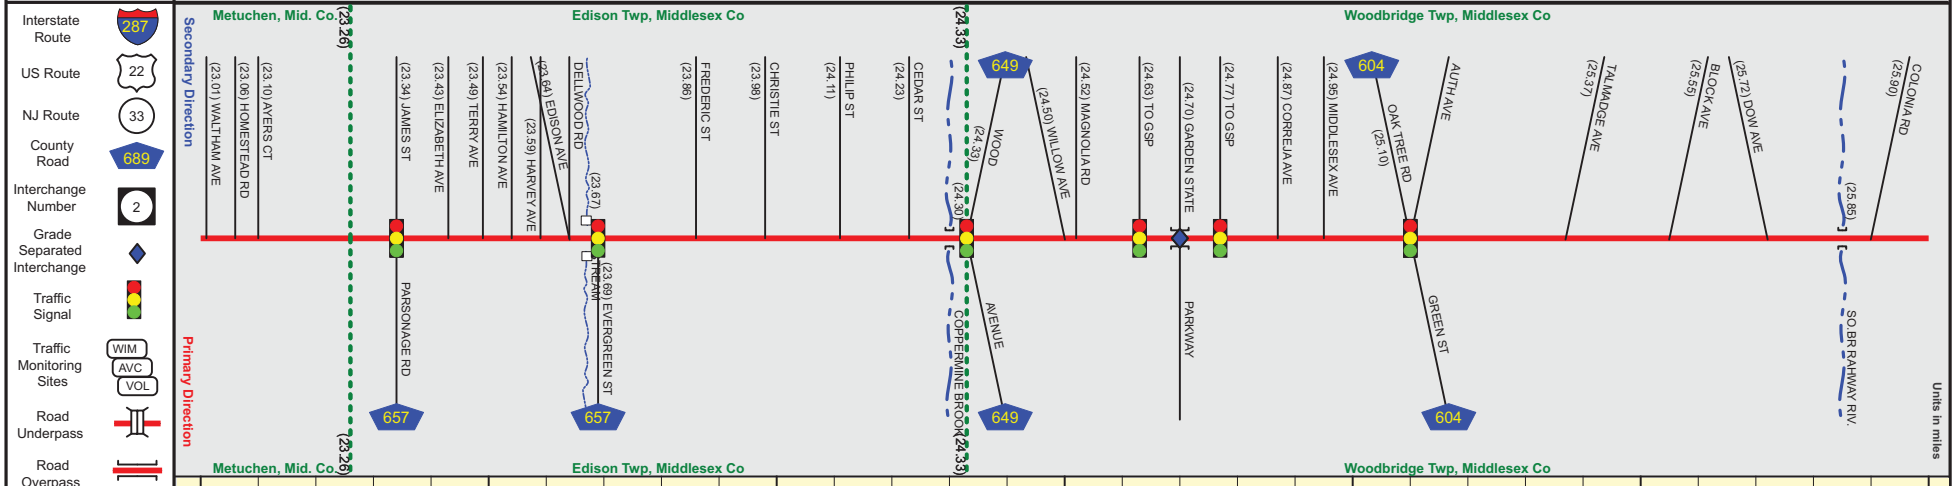 Interstate
Route
287
US Route
22
NJ Route
33
County
Road
689
Interchange
Number
2
Grade
Separated
Interchange
Traffic
Signal
Traffic
Monitoring
Sites
WIM
AVC
VOL
Road
Underpass
Road
Overpass
Secondary Direction
Primary Direction
Metuchen, Mid. Co.
(23.26)
Edison Twp, Middlesex Co
(24.33)
Woodbridge Twp, Middlesex Co
(23.01) WALTHAM AVE
(23.06) HOMESTEAD RD
(23.10) AYERS CT
(23.34) JAMES ST
PARSONAGE RD
657
(23.43) ELIZABETH AVE
(23.49) TERRY AVE
(23.54) HAMILTON AVE
(23.59) HARVEY AVE
(23.64) EDISON AVE
DELLWOOD RD
(23.67)
TREAM
(23.69) EVERGREEN ST
657
FREDERIC ST
(23.86)
CHRISTIE ST
(23.98)
PHILIP ST
(24.11)
CEDAR ST
(24.23)
(24.30)
COPPERMINE BROOK
649
WOOD
(24.33)
AVENUE
649
(24.50) WILLOW AVE
(24.52) MAGNOLIA RD
(24.63) TO GSP
(24.70) GARDEN STATE
PARKWAY
(24.77) TO GSP
(24.87) CORREJA AVE
(24.95) MIDDLESEX AVE
604
OAK TREE RD
(25.10)
AUTH AVE
GREEN ST
604
TALMADGE AVE
(25.37)
BLOCK AVE
(25.55)
(25.72) DOW AVE
(25.85)
SO.BR RAHWAY RIV.
COLONIA RD
(25.90)
Units in miles
Metuchen, Mid. Co.
(23.26)
Edison Twp, Middlesex Co
(24.33)
Woodbridge Twp, Middlesex Co